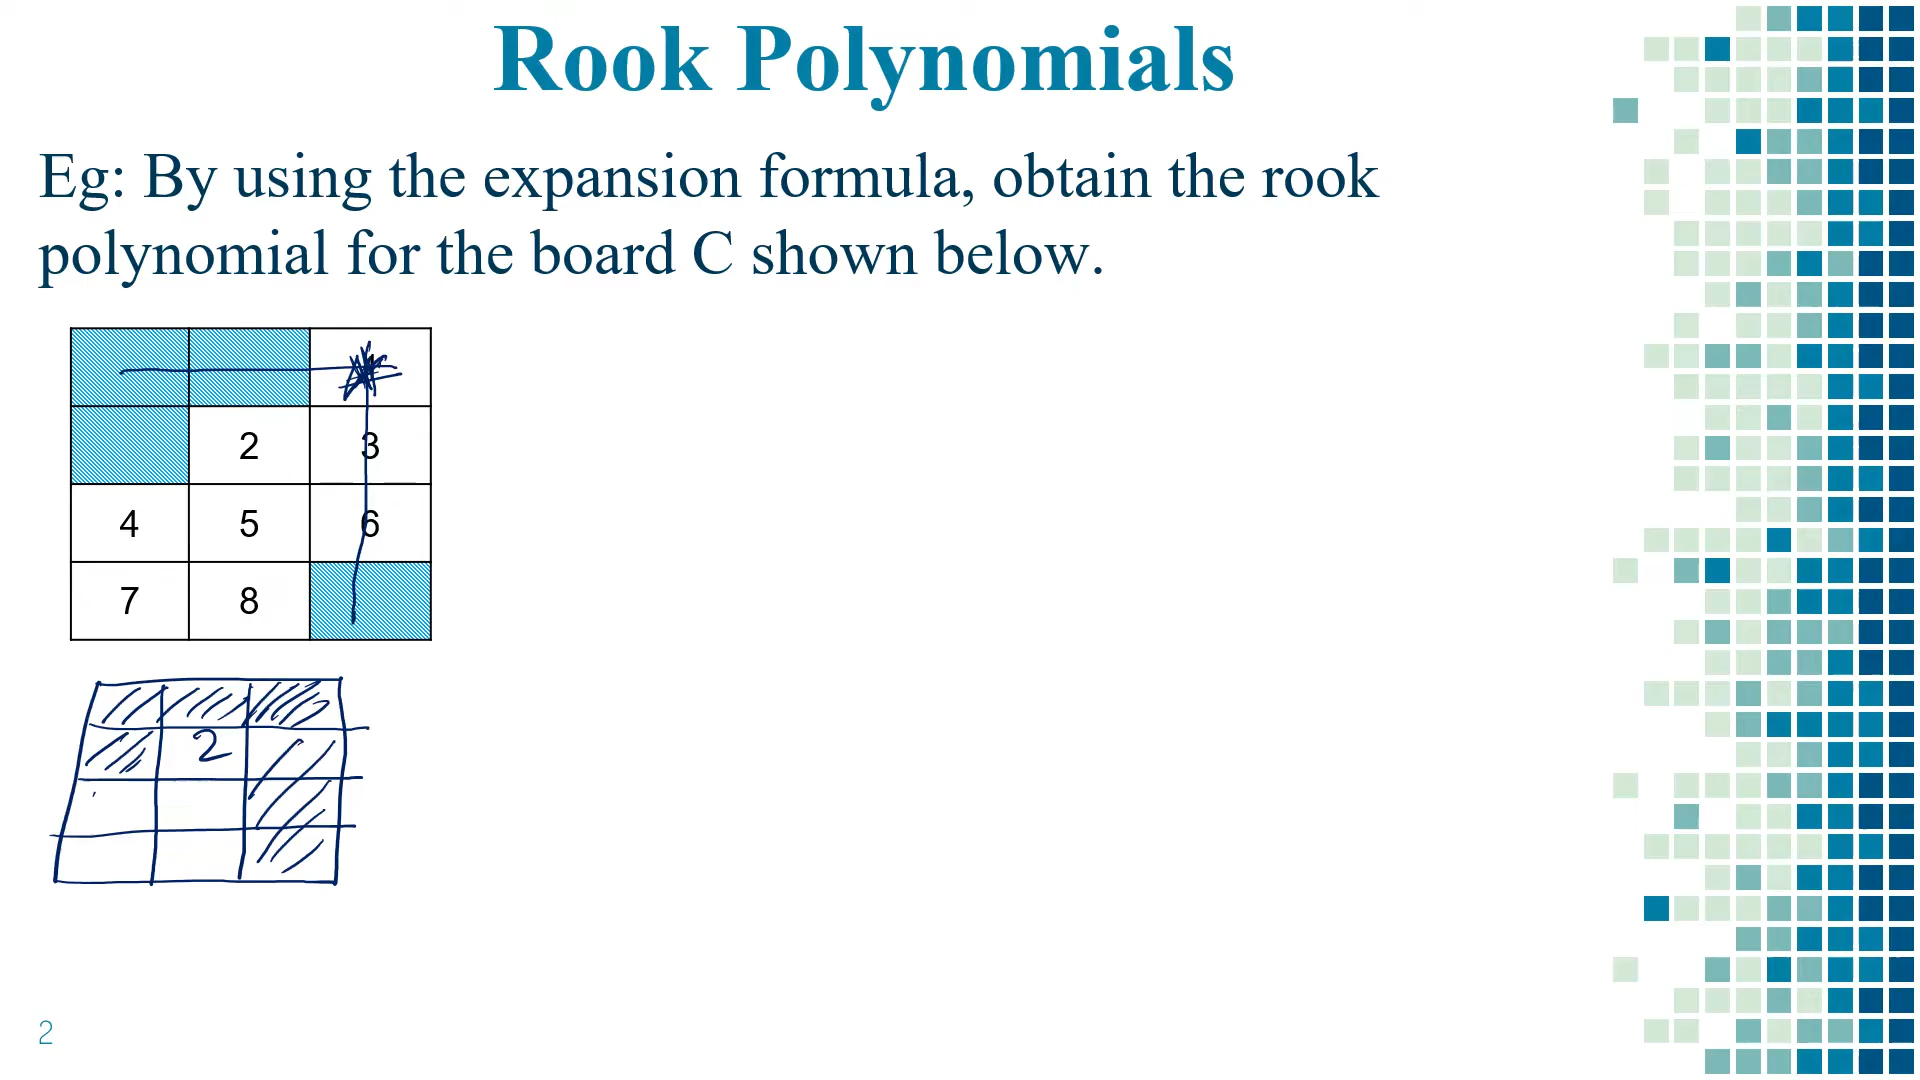 Rook Polynomials
Eg: By using the expansion formula, obtain the rook
polynomial for the board C shown below.
2 3
4 5 6
7 8
2
2